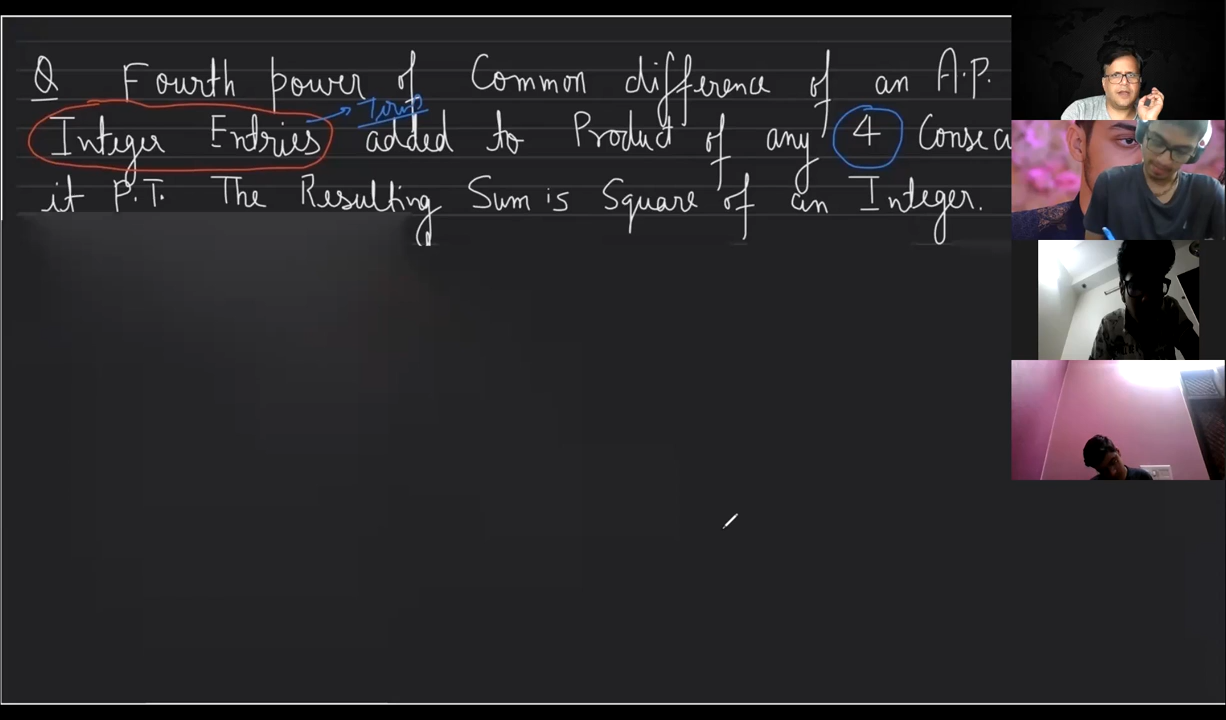 Q Fourth power of Common difference of an A.P.
Terms
Integer Entries added to Product of any 4
it P.T. The Resulting Sum is Square of an Integer.